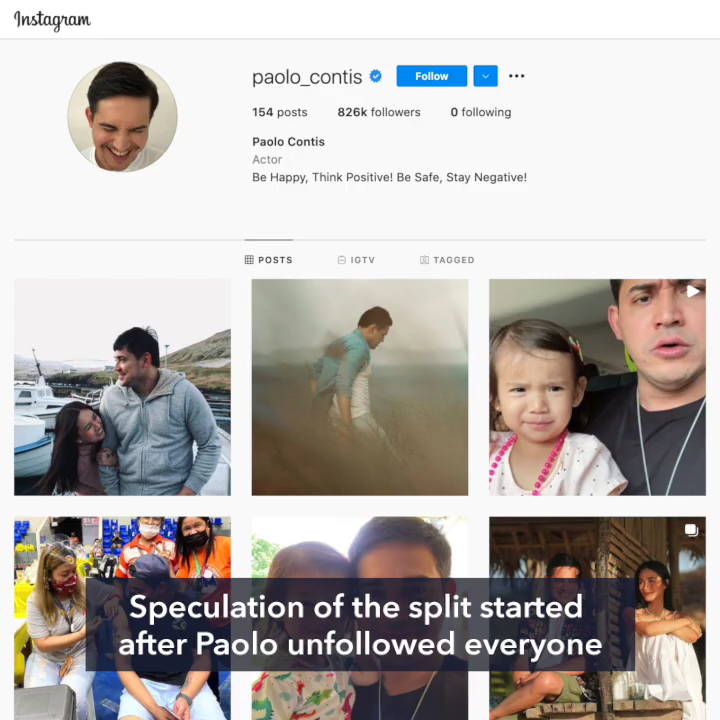 Instagram
paolo_contis Follow
154 posts 826k followers 0 following
Paolo Contis
Actor
Be Happy, Think Positive! Be Safe, Stay Negative!
POSTS IGTV TAGGED
Speculation of the split started
after Paolo unfollowed everyone